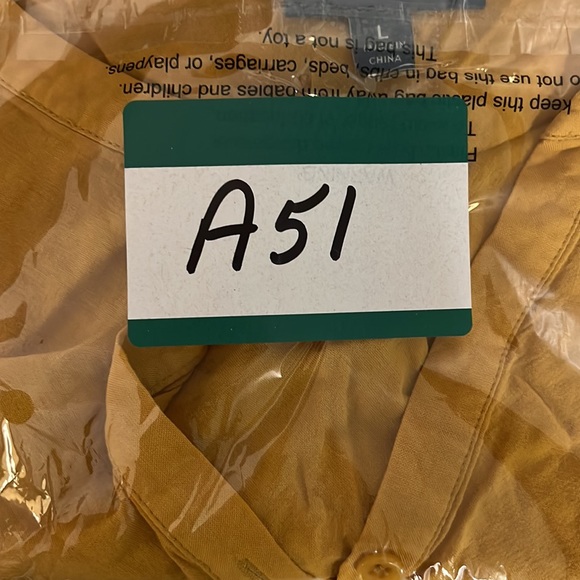 L
CHINA
A51
WARNING
keep this plastic bag away from babies and children.
o not use this bag in cribs, beds, carriages, or playpens.
This bag is not a toy.